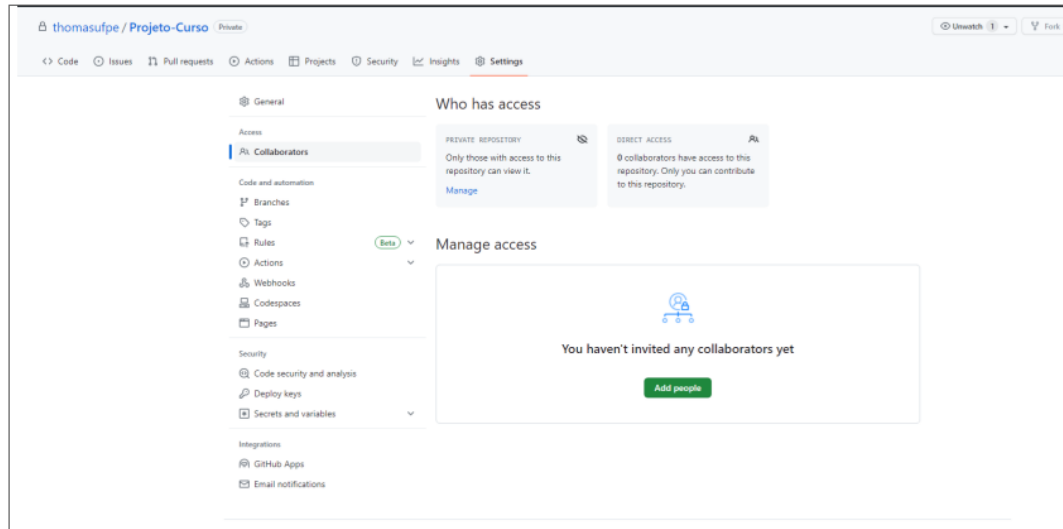 thomasufpe / Projeto-Curso Private
Unwatch 1
Fork
Code Issues Pull requests Actions Projects Security Insights Settings
General
Access
Collaborators
Code and automation
Branches
Tags
Rules Beta
Actions
Webhooks
Codespaces
Pages
Security
Code security and analysis
Deploy keys
Secrets and variables
Integrations
GitHub Apps
Email notifications
Who has access
PRIVATE REPOSITORY
Only those with access to this
repository can view it.
Manage
DIRECT ACCESS
0 collaborators have access to this
repository. Only you can contribute
to this repository.
Manage access
You haven't invited any collaborators yet
Add people